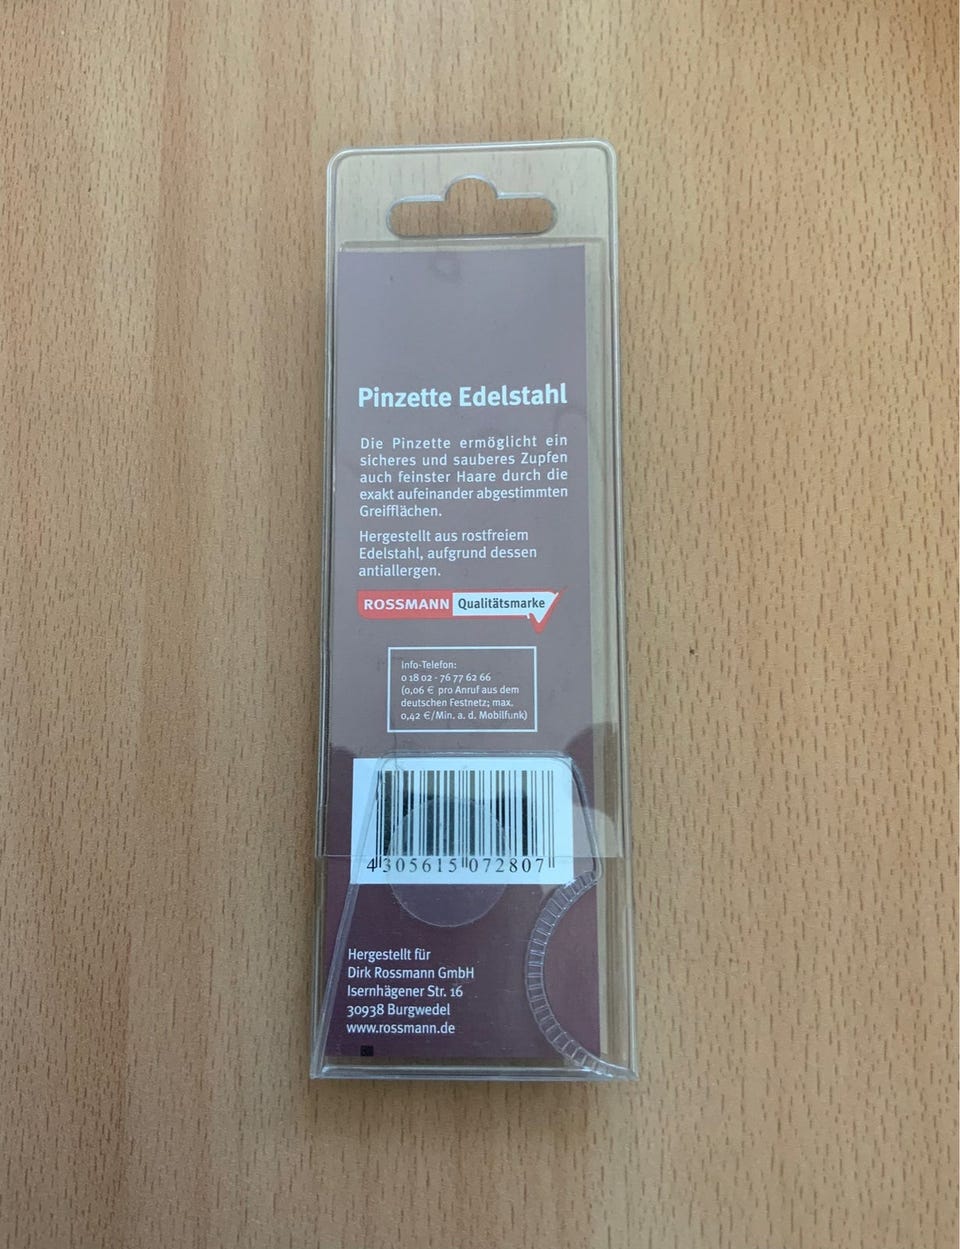 Pinzette Edelstahl
Die Pinzette ermöglicht ein
sicheres und sauberes Zupfen
auch feinster Haare durch die
exakt aufeinander abgestimmten
Greifflächen.
Hergestellt aus rostfreiem
Edelstahl, aufgrund dessen
antiallergen.
ROSSMANN Qualitätsmarke
Info-Telefon:
0 18 02 - 76 77 62 66
(0,06 € pro Anruf aus dem
deutschen Festnetz; max.
0,42 €/Min. a. d. Mobilfunk)
4 305615 072807
Hergestellt für
Dirk Rossmann GmbH
Isernhägener Str. 16
30938 Burgwedel
www.rossmann.de